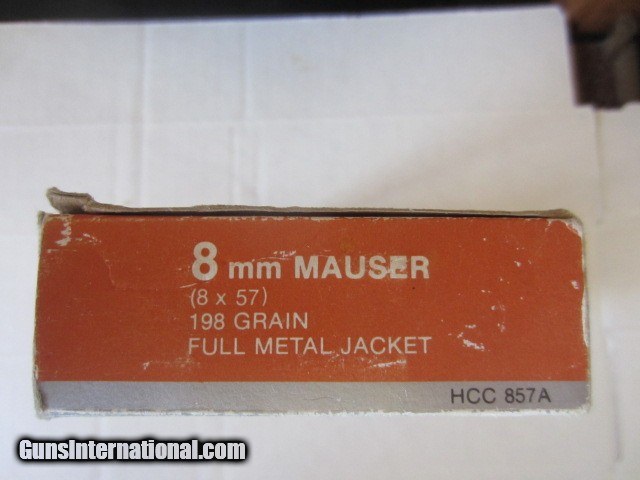 8 mm MAUSER
(8 x 57)
198 GRAIN
FULL METAL JACKET
HCC 857A
GunsInternational.com